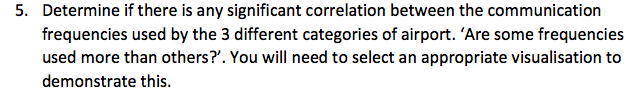 5. Determine if there is any significant correlation between the communication
frequencies used by the 3 different categories of airport. ‘Are some frequencies
used more than others?’. You will need to select an appropriate visualisation to
demonstrate this.